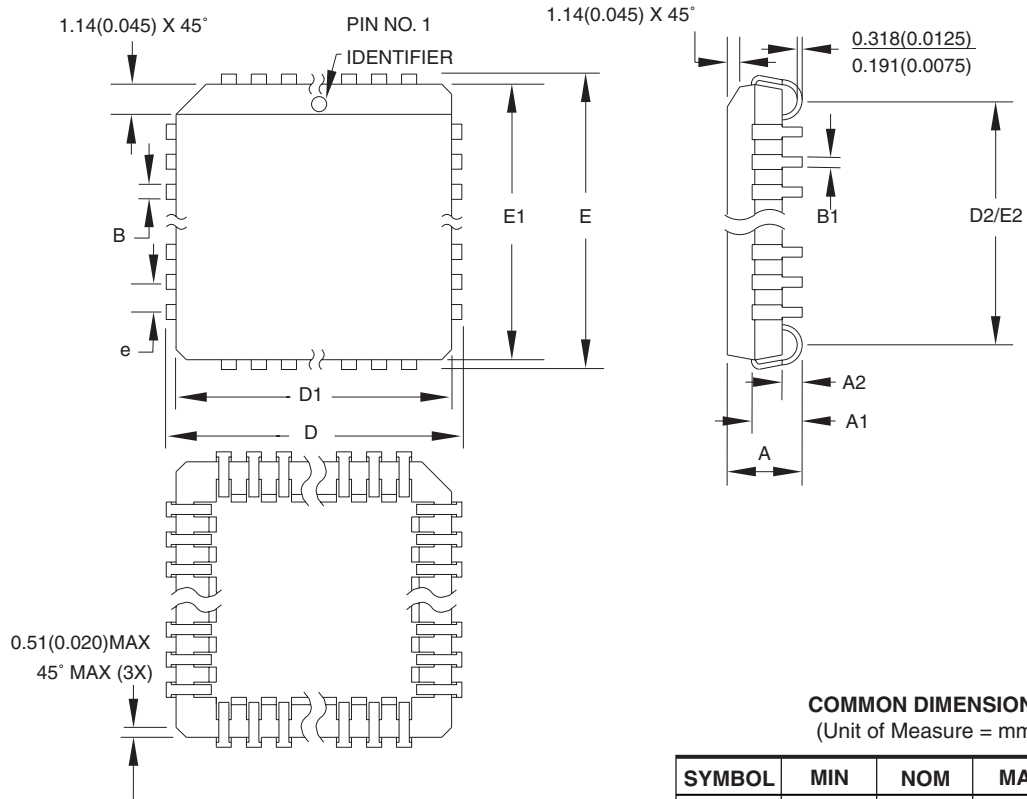 1.14(0.045) X 45˚
PIN NO. 1
IDENTIFIER
1.14(0.045) X 45˚
0.318(0.0125)
0.191(0.0075)
B
e
E1
E
B1
D2/E2
A2
A1
A
D1
D
0.51(0.020)MAX
45˚ MAX (3X)
COMMON DIMENSION
(Unit of Measure = mm
SYMBOL MIN NOM MA